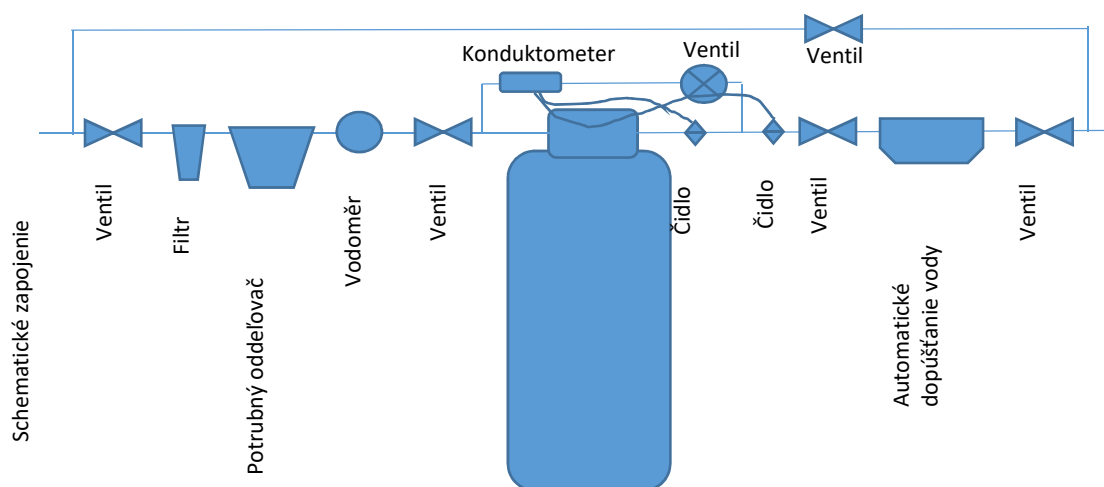 Konduktometer
Ventil
Ventil
Schematické zapojenie
Ventil
Filtr
Potrubný oddeľovač
Vodoměr
Ventil
Čidlo
Čidlo
Ventil
Automatické
dopúšťanie vody
Ventil